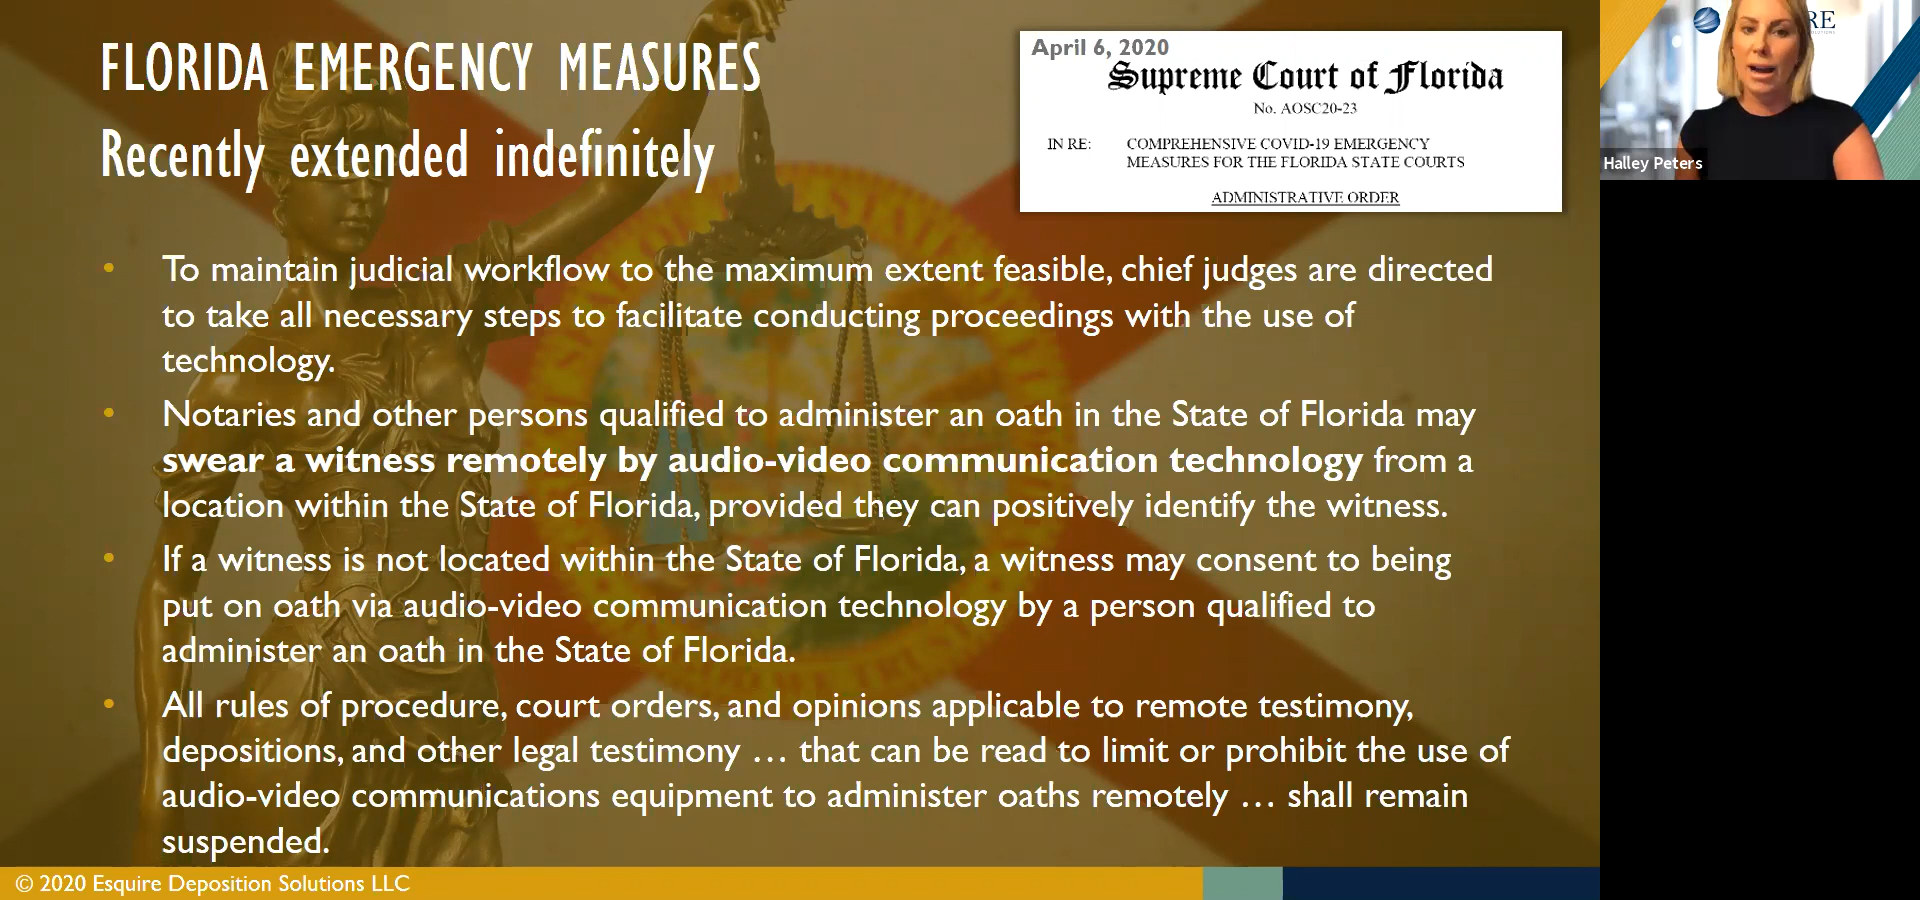 FLORIDA EMERGENCY MEASURES
Recently extended indefinitely
April 6, 2020
Supreme Court of Florida
No. AOSC20-23
IN RE: COMPREHENSIVE COVID-19 EMERGENCY
MEASURES FOR THE FLORIDA STATE COURTS
ADMINISTRATIVE ORDER
• To maintain judicial workflow to the maximum extent feasible, chief judges are directed
to take all necessary steps to facilitate conducting proceedings with the use of
technology.
• Notaries and other persons qualified to administer an oath in the State of Florida may
swear a witness remotely by audio-video communication technology from a
location within the State of Florida, provided they can positively identify the witness.
• If a witness is not located within the State of Florida, a witness may consent to being
put on oath via audio-video communication technology by a person qualified to
administer an oath in the State of Florida.
• All rules of procedure, court orders, and opinions applicable to remote testimony,
depositions, and other legal testimony … that can be read to limit or prohibit the use of
audio-video communications equipment to administer oaths remotely … shall remain
suspended.
© 2020 Esquire Deposition Solutions LLC
RE
Halley Peters